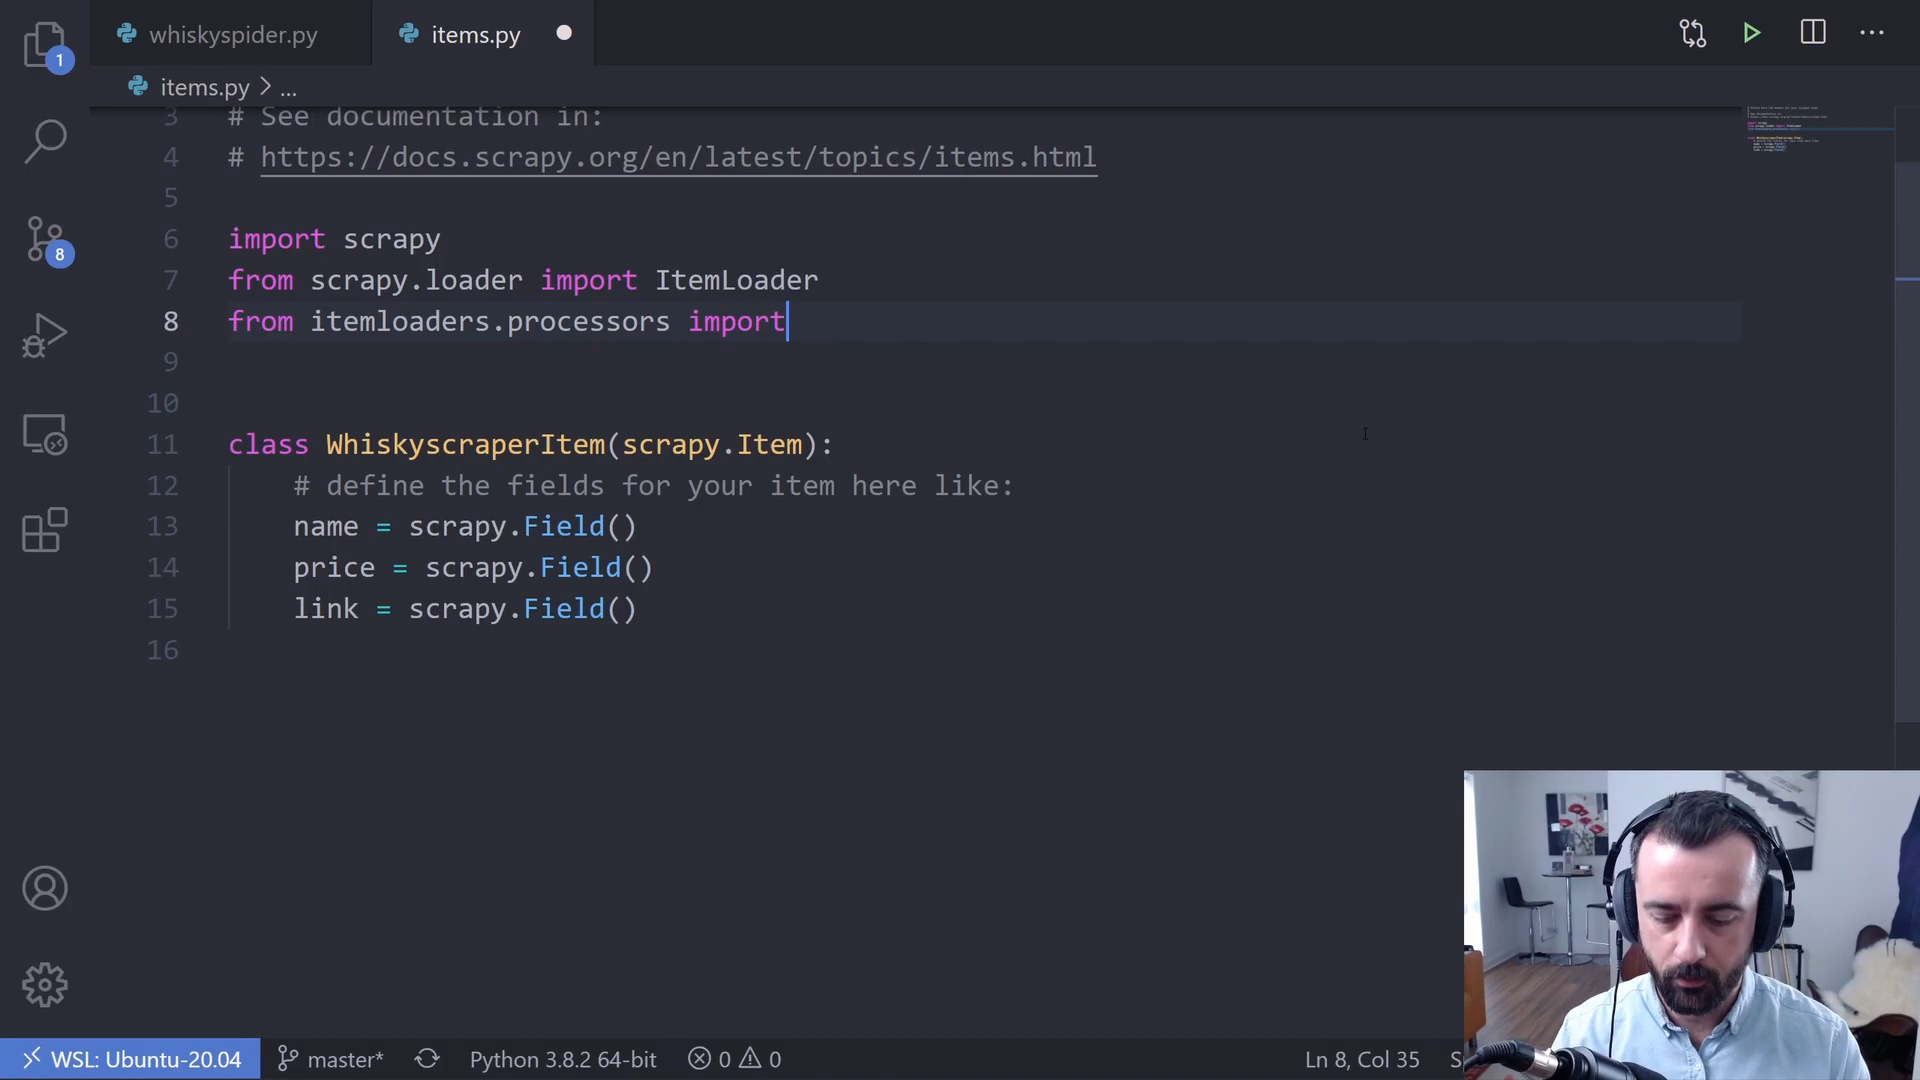 whiskyspider.py
items.py
items.py > ...
3 # See documentation in:
4 # https://docs.scrapy.org/en/latest/topics/items.html
5
6 import scrapy
7 from scrapy.loader import ItemLoader
8 from itemloaders.processors import
9
10
11 class WhiskyscraperItem(scrapy.Item):
12 # define the fields for your item here like:
13 name = scrapy.Field()
14 price = scrapy.Field()
15 link = scrapy.Field()
16
1
8
WSL: Ubuntu-20.04 master* Python 3.8.2 64-bit 0 0 Ln 8, Col 35 S